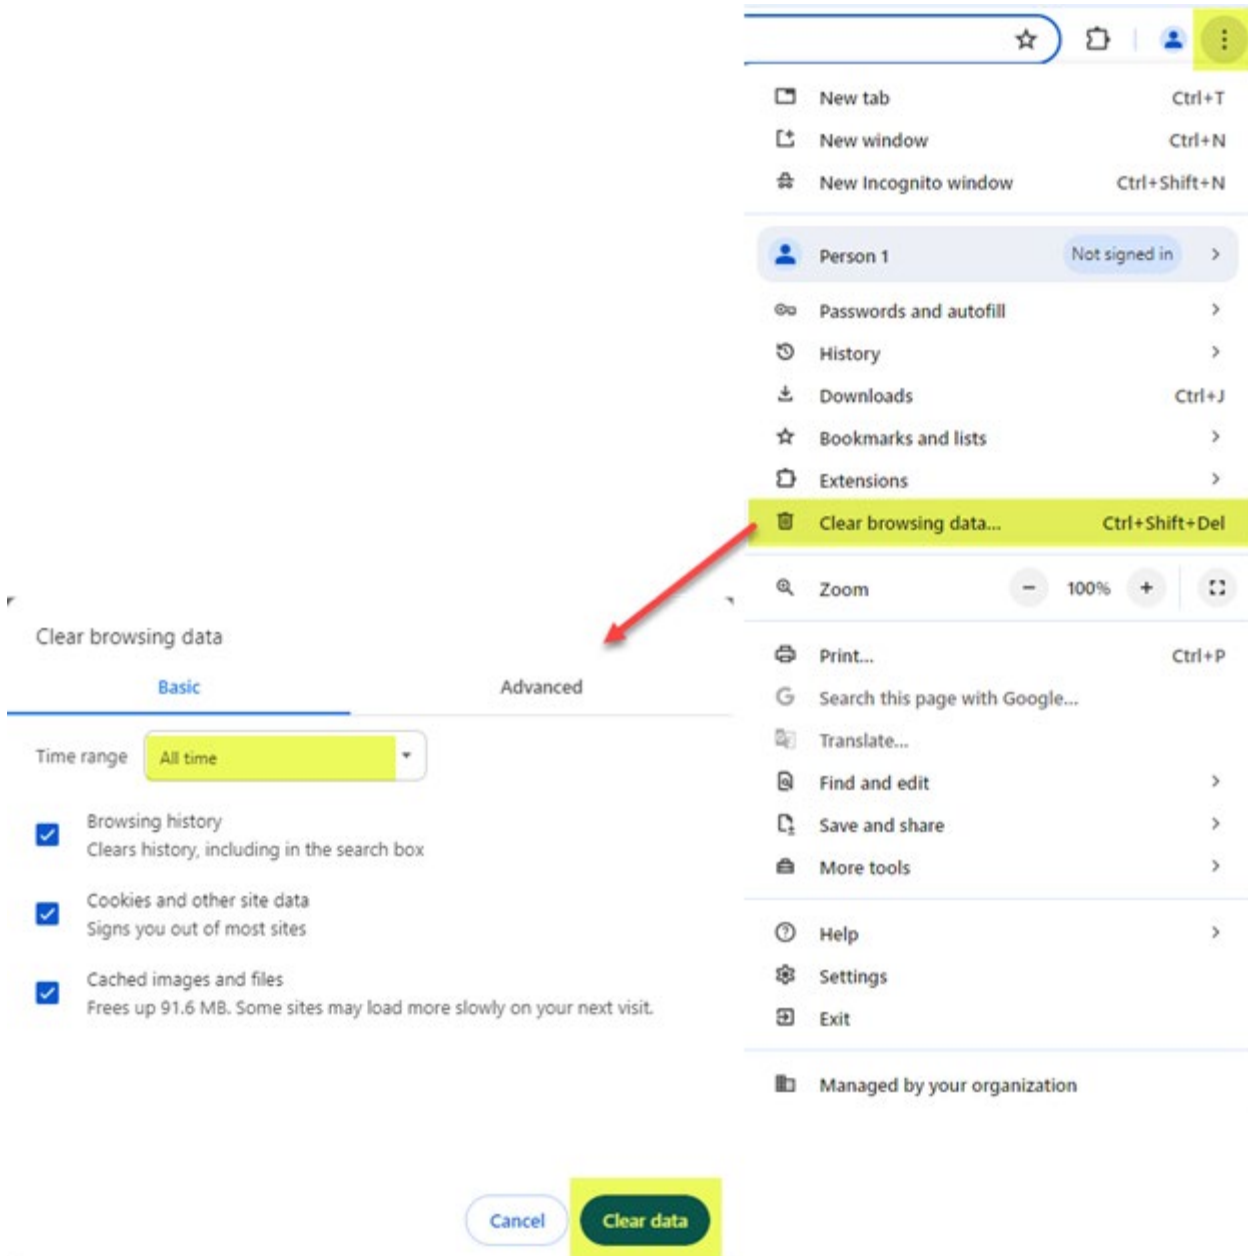 New tab Ctrl+T
New window Ctrl+N
New Incognito window Ctrl+Shift+N
Person 1 Not signed in
Passwords and autofill
History
Downloads Ctrl+J
Bookmarks and lists
Extensions
Clear browsing data... Ctrl+Shift+Del
Zoom - 100% +
Print... Ctrl+P
G Search this page with Google...
Translate...
Find and edit
Save and share
More tools
Help
Settings
Exit
Managed by your organization
Clear browsing data
Basic Advanced
Time range All time
Browsing history
Clears history, including in the search box
Cookies and other site data
Signs you out of most sites
Cached images and files
Frees up 91.6 MB. Some sites may load more slowly on your next visit.
Cancel Clear data